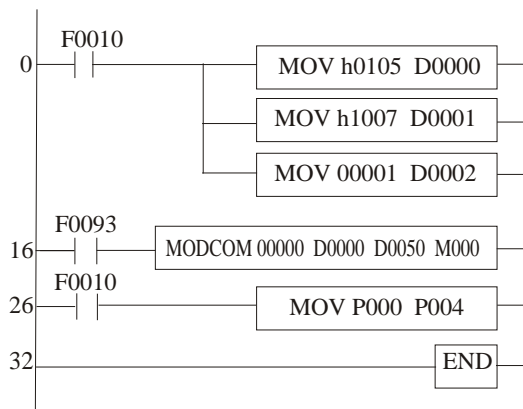 F0010
0 MOV h0105 D0000
MOV h1007 D0001
MOV 00001 D0002
F0093
16 MODCOM 00000 D0000 D0050 M000
F0010
26 MOV P000 P004
32 END